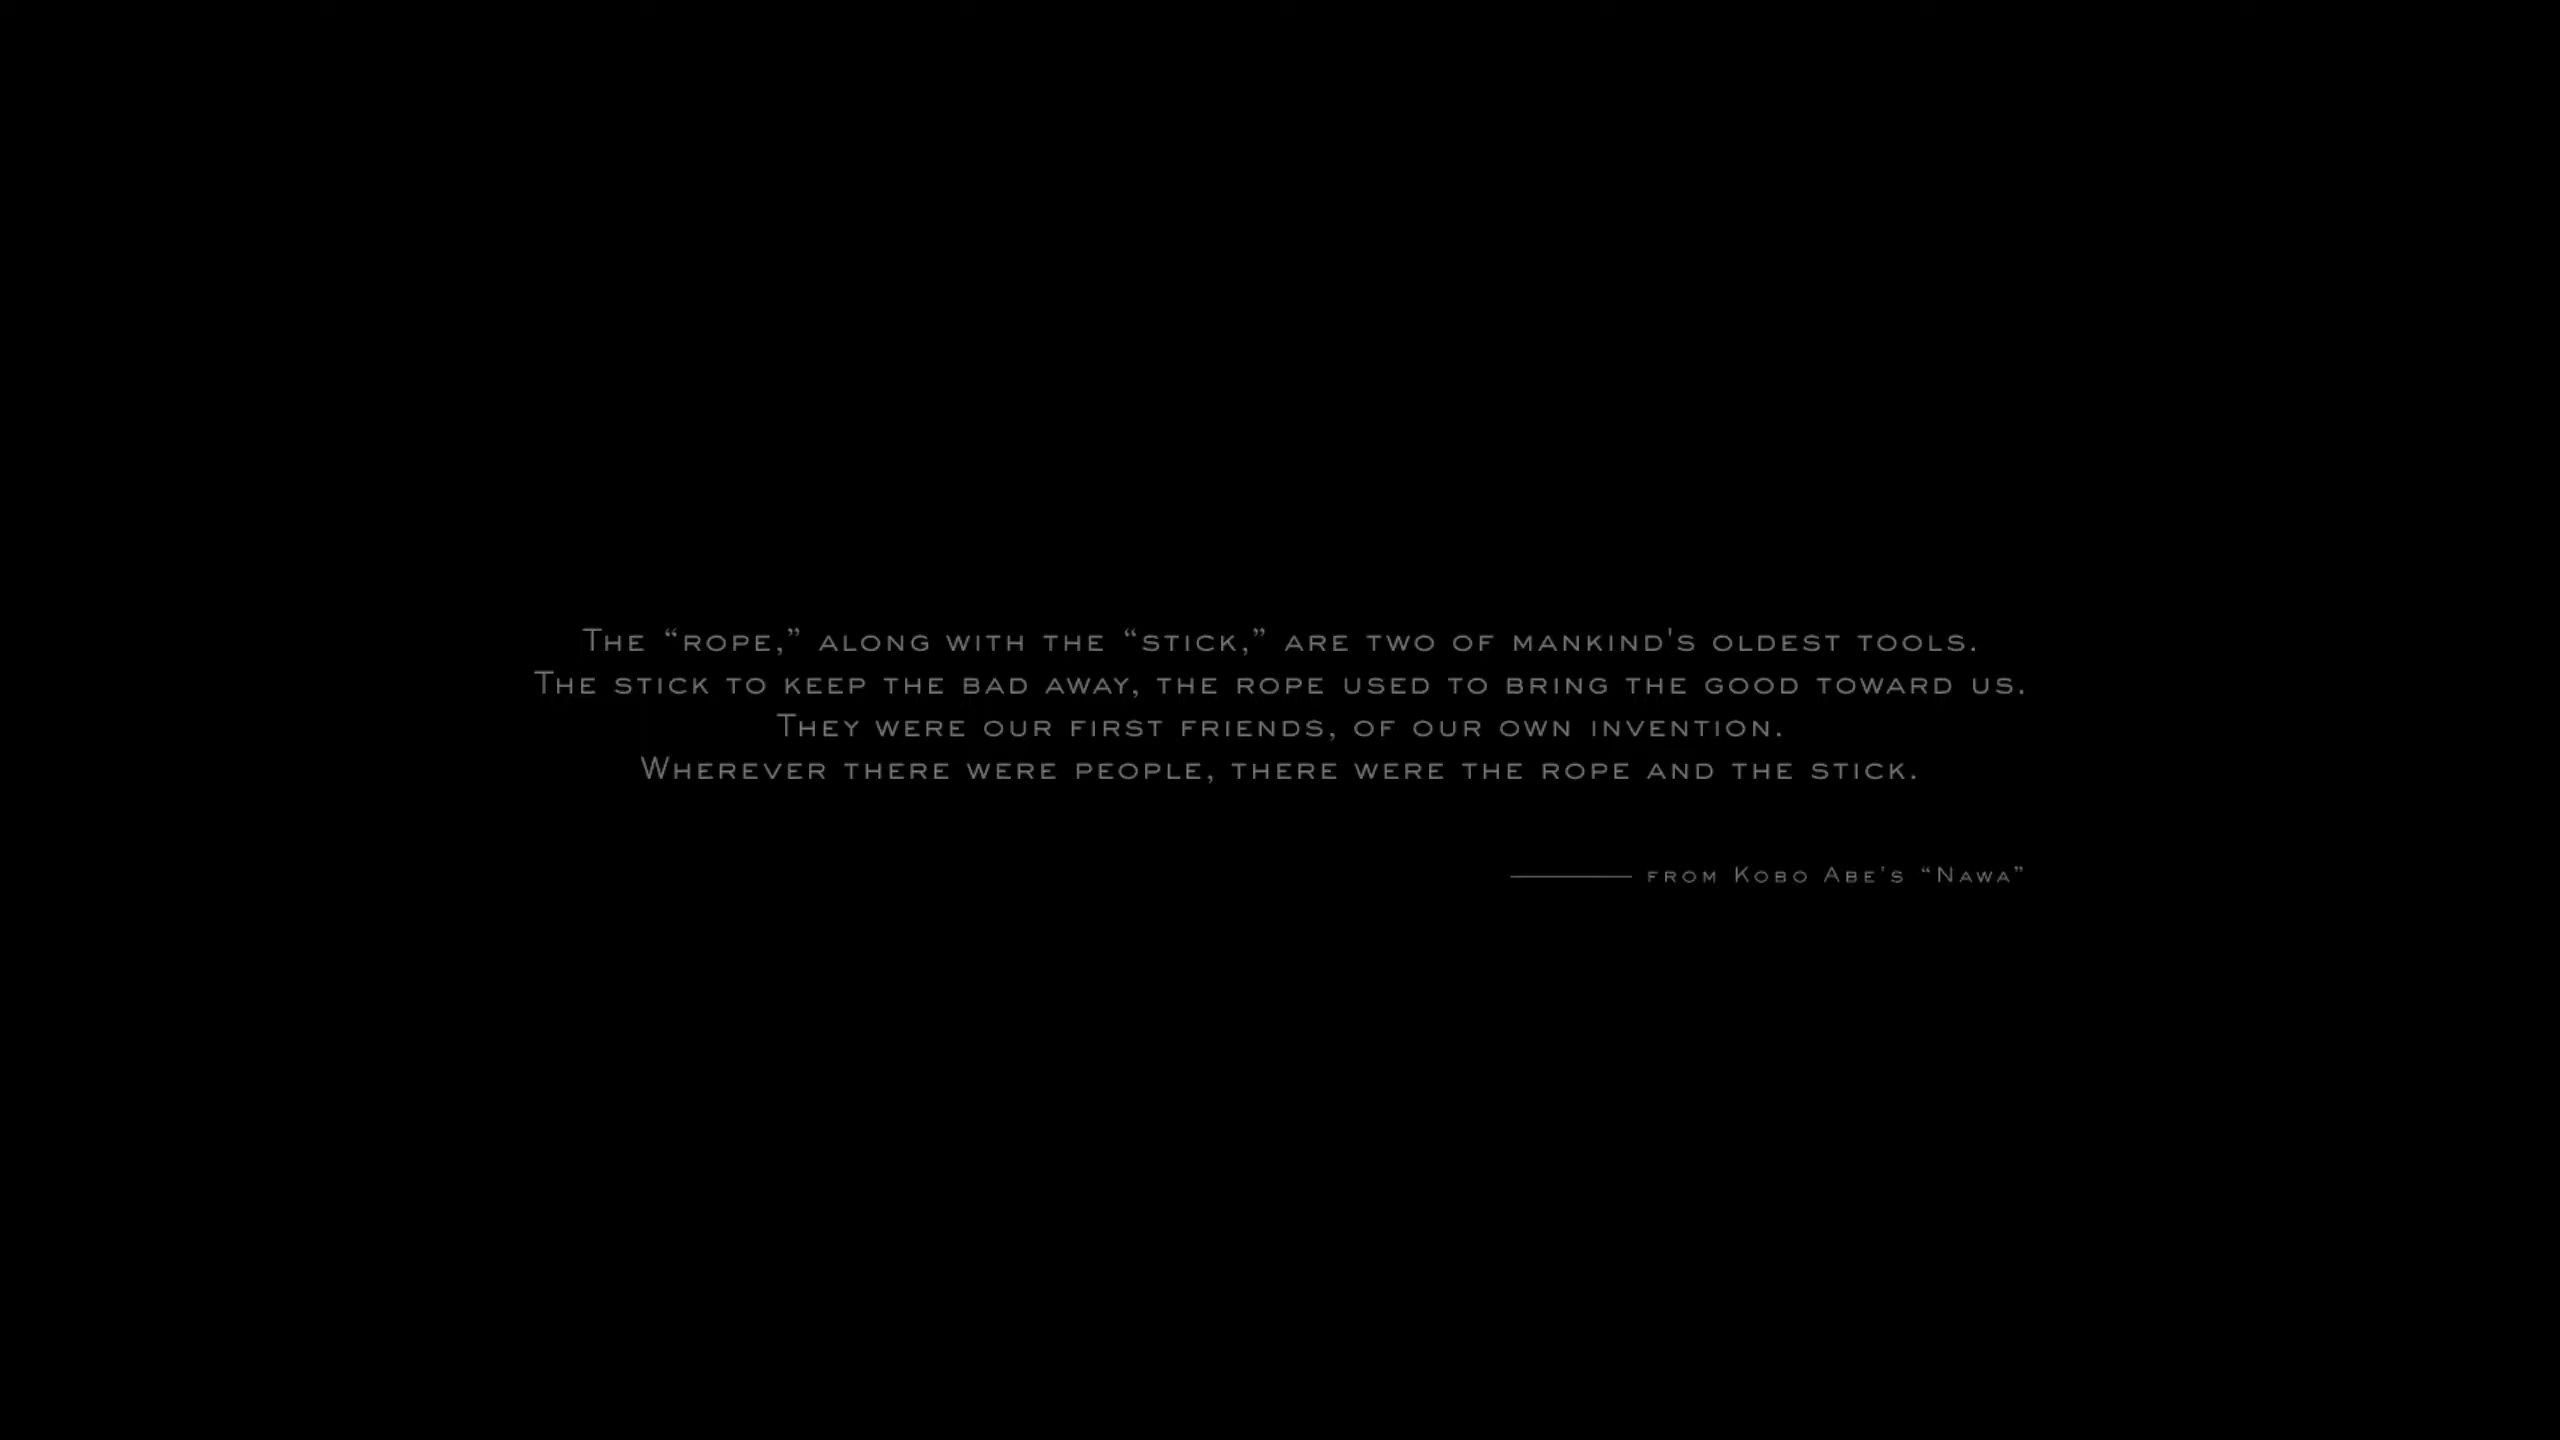 The “rope,” along with the “stick,” are two of mankind's oldest tools.
The stick to keep the bad away, the rope used to bring the good toward us.
They were our first friends, of our own invention.
Wherever there were people, there were the rope and the stick.
from Kobo Abe's “Nawa”